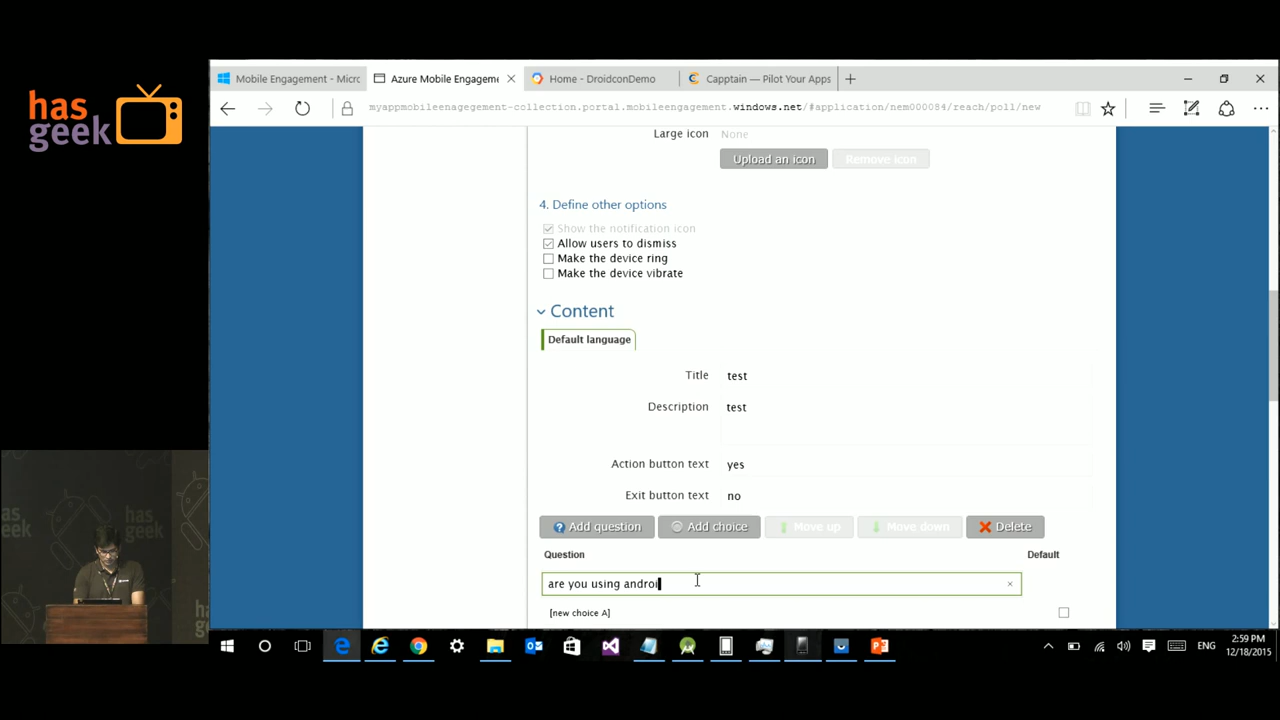 has
geek
Mobile Engagement - Micro
Azure Mobile Engageme
Home - DroidconDemo
Capptain — Pilot Your Apps
myappmobileenagegement-collection.portal.mobileengagement.windows.net/#application/nem000084/reach/poll/new
Large icon
None
Upload an icon
Remove icon
4. Define other options
Show the notification icon
Allow users to dismiss
Make the device ring
Make the device vibrate
Content
Default language
Title
test
Description
test
Action button text
yes
Exit button text
no
Add question
Add choice
Move up
Move down
Delete
Question
Default
are you using androi
[new choice A]
has
geek
ENG
2:59 PM
12/18/2015